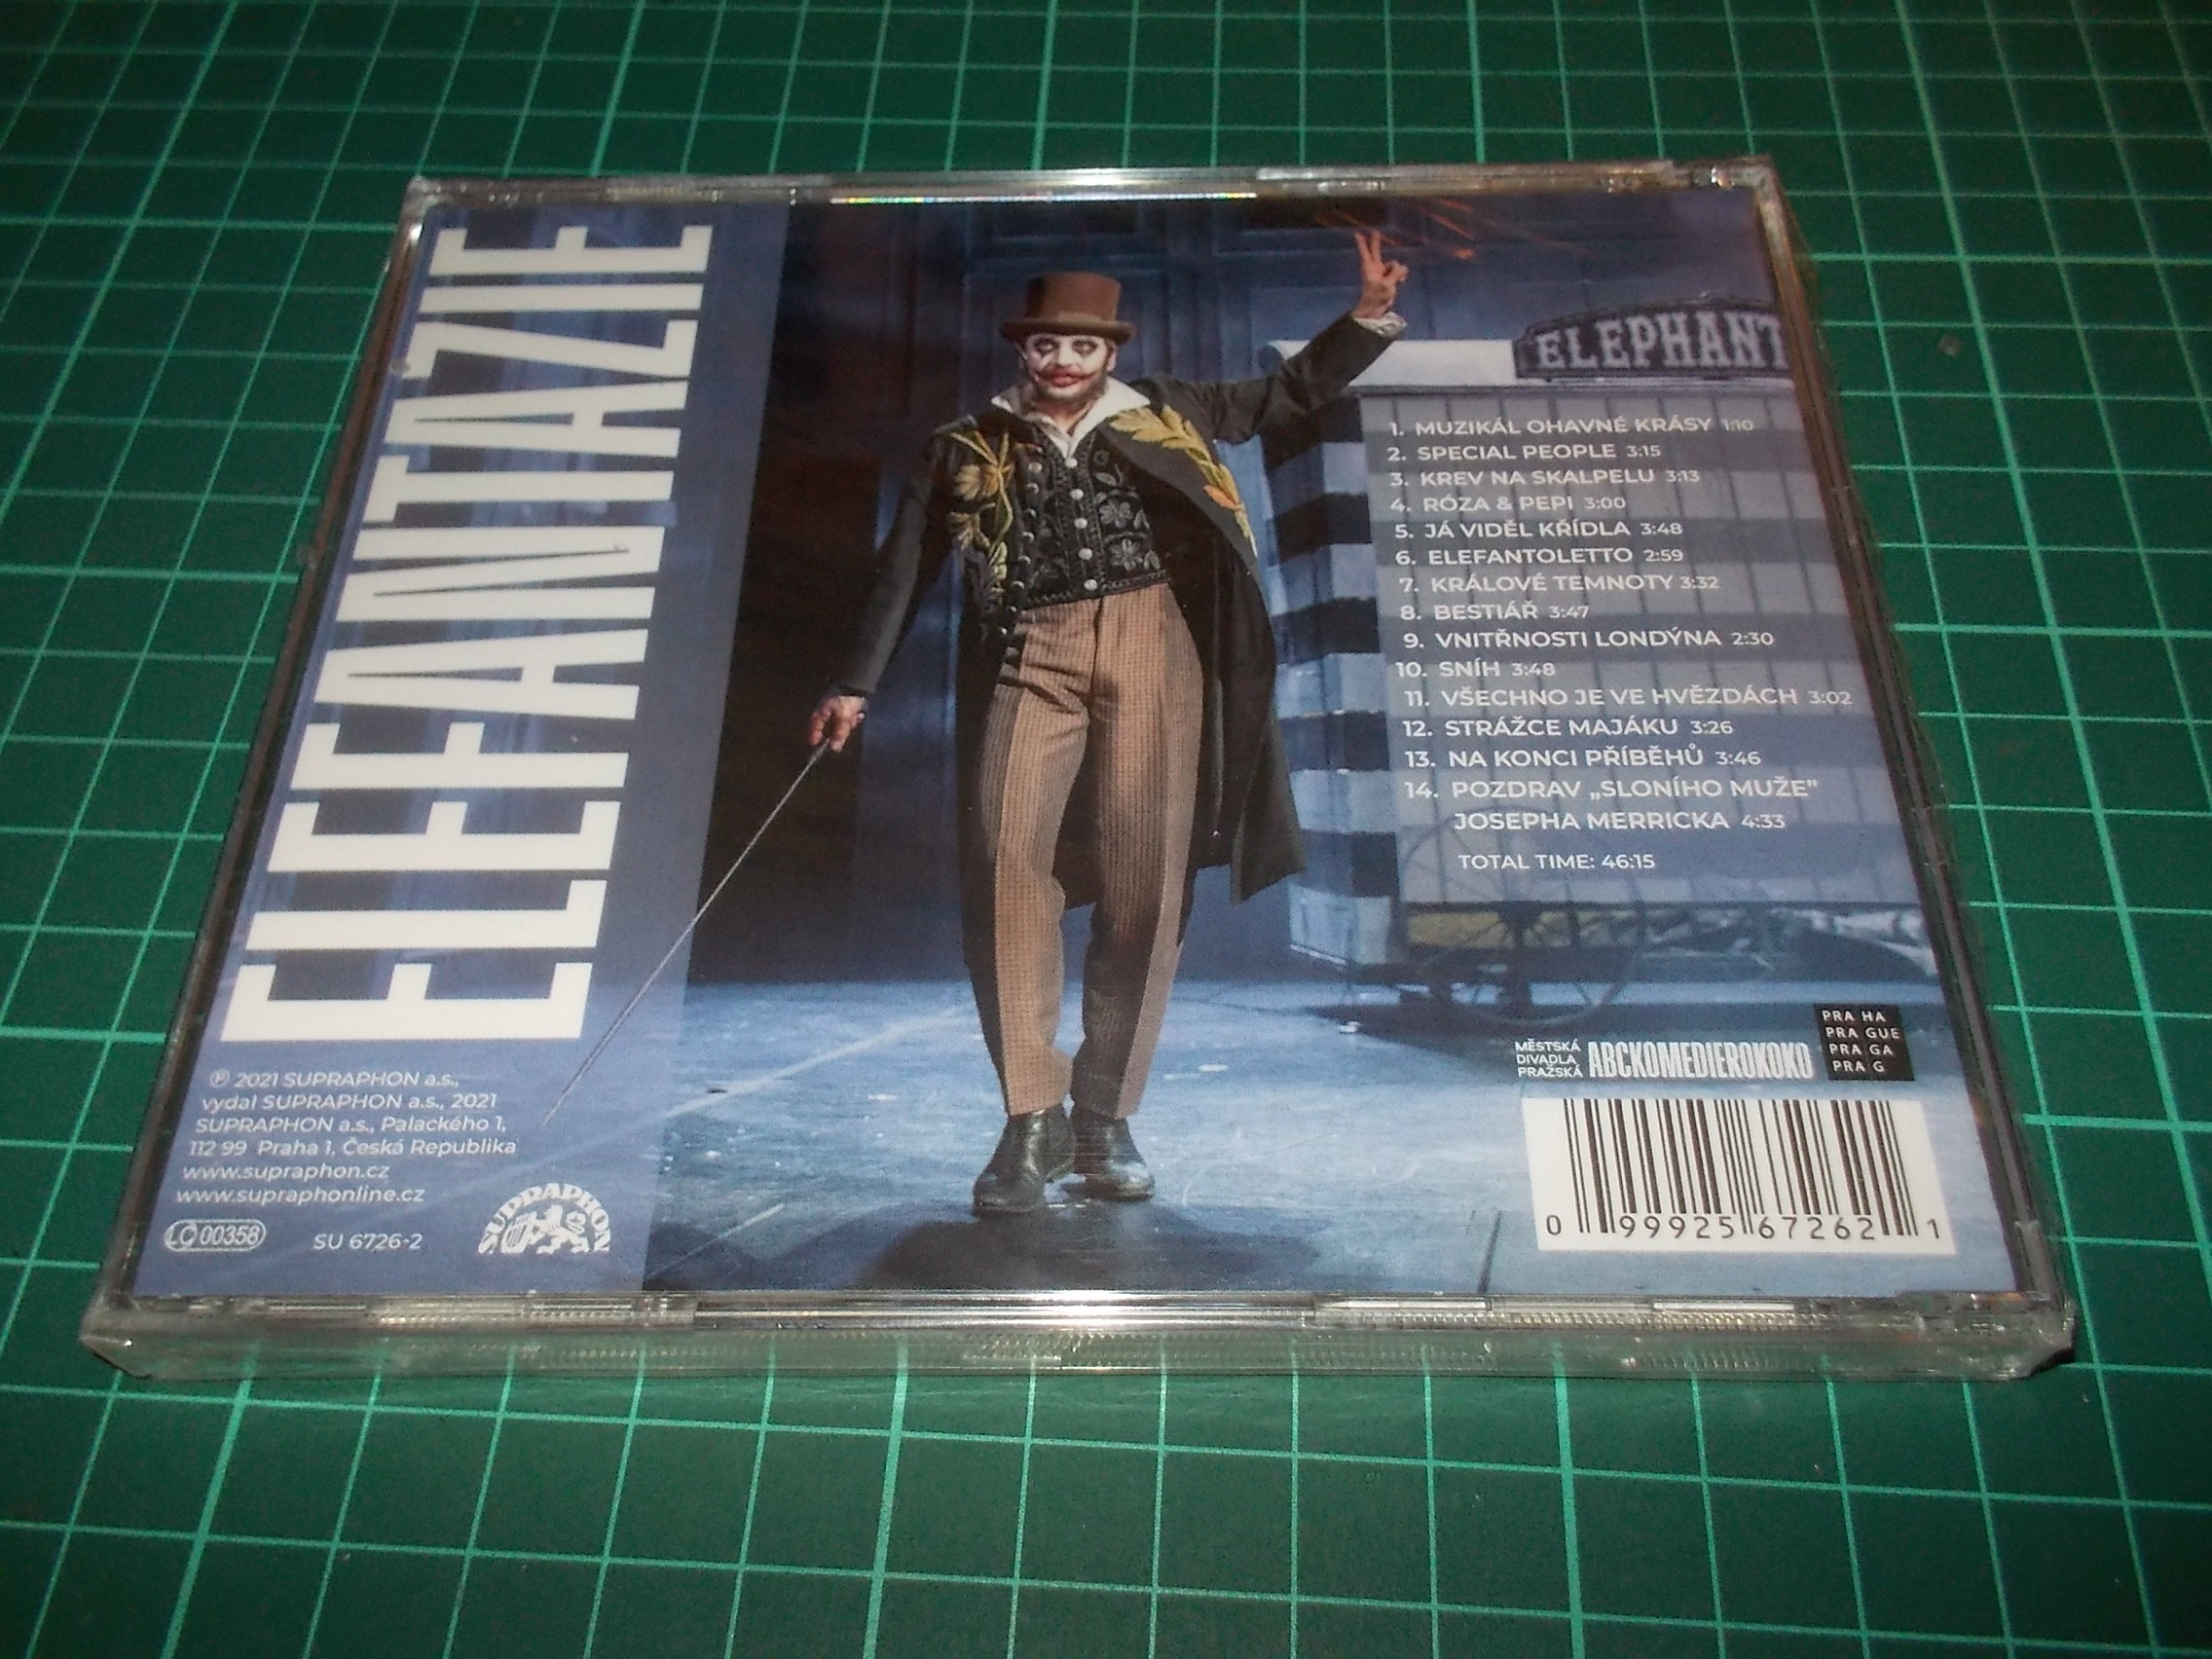 ELEFANTAZIE
ELEPHANT
1. MUZIKÁL OHAVNÉ KRÁSY 1:10
2. SPECIAL PEOPLE 3:15
3. KREV NA SKALPELU 3:13
4. RÓZA & PEPI 3:00
5. JÁ VIDĚL KŘÍDLA 3:48
6. ELEFANTOLETTO 2:59
7. KRÁLOVÉ TEMNOTY 3:32
8. BESTIÁŘ 3:47
9. VNITŘNOSTI LONDÝNA 2:30
10. SNÍH 3:48
11. VŠECHNO JE VE HVĚZDÁCH 3:02
12. STRÁŽCE MAJÁKU 3:26
13. NA KONCI PŘÍBĚHŮ 3:46
14. POZDRAV „SLONÍHO MUŽE”
JOSEPHA MERRICKA 4:33
TOTAL TIME: 46:15
℗ 2021 SUPRAPHON a.s.,
vydal SUPRAPHON a.s., 2021
SUPRAPHON a.s., Palackého 1,
112 99 Praha 1, Česká Republika
www.supraphon.cz
www.supraphonline.cz
LC 00358
SU 6726-2
SUPRAPHON
MĚSTSKÁ
DIVADLA
PRAŽSKÁ
ABCKOMEDIEROKOKO
PRA HA
PRA GUE
PRA GA
PRA G
0 99925 67262 1